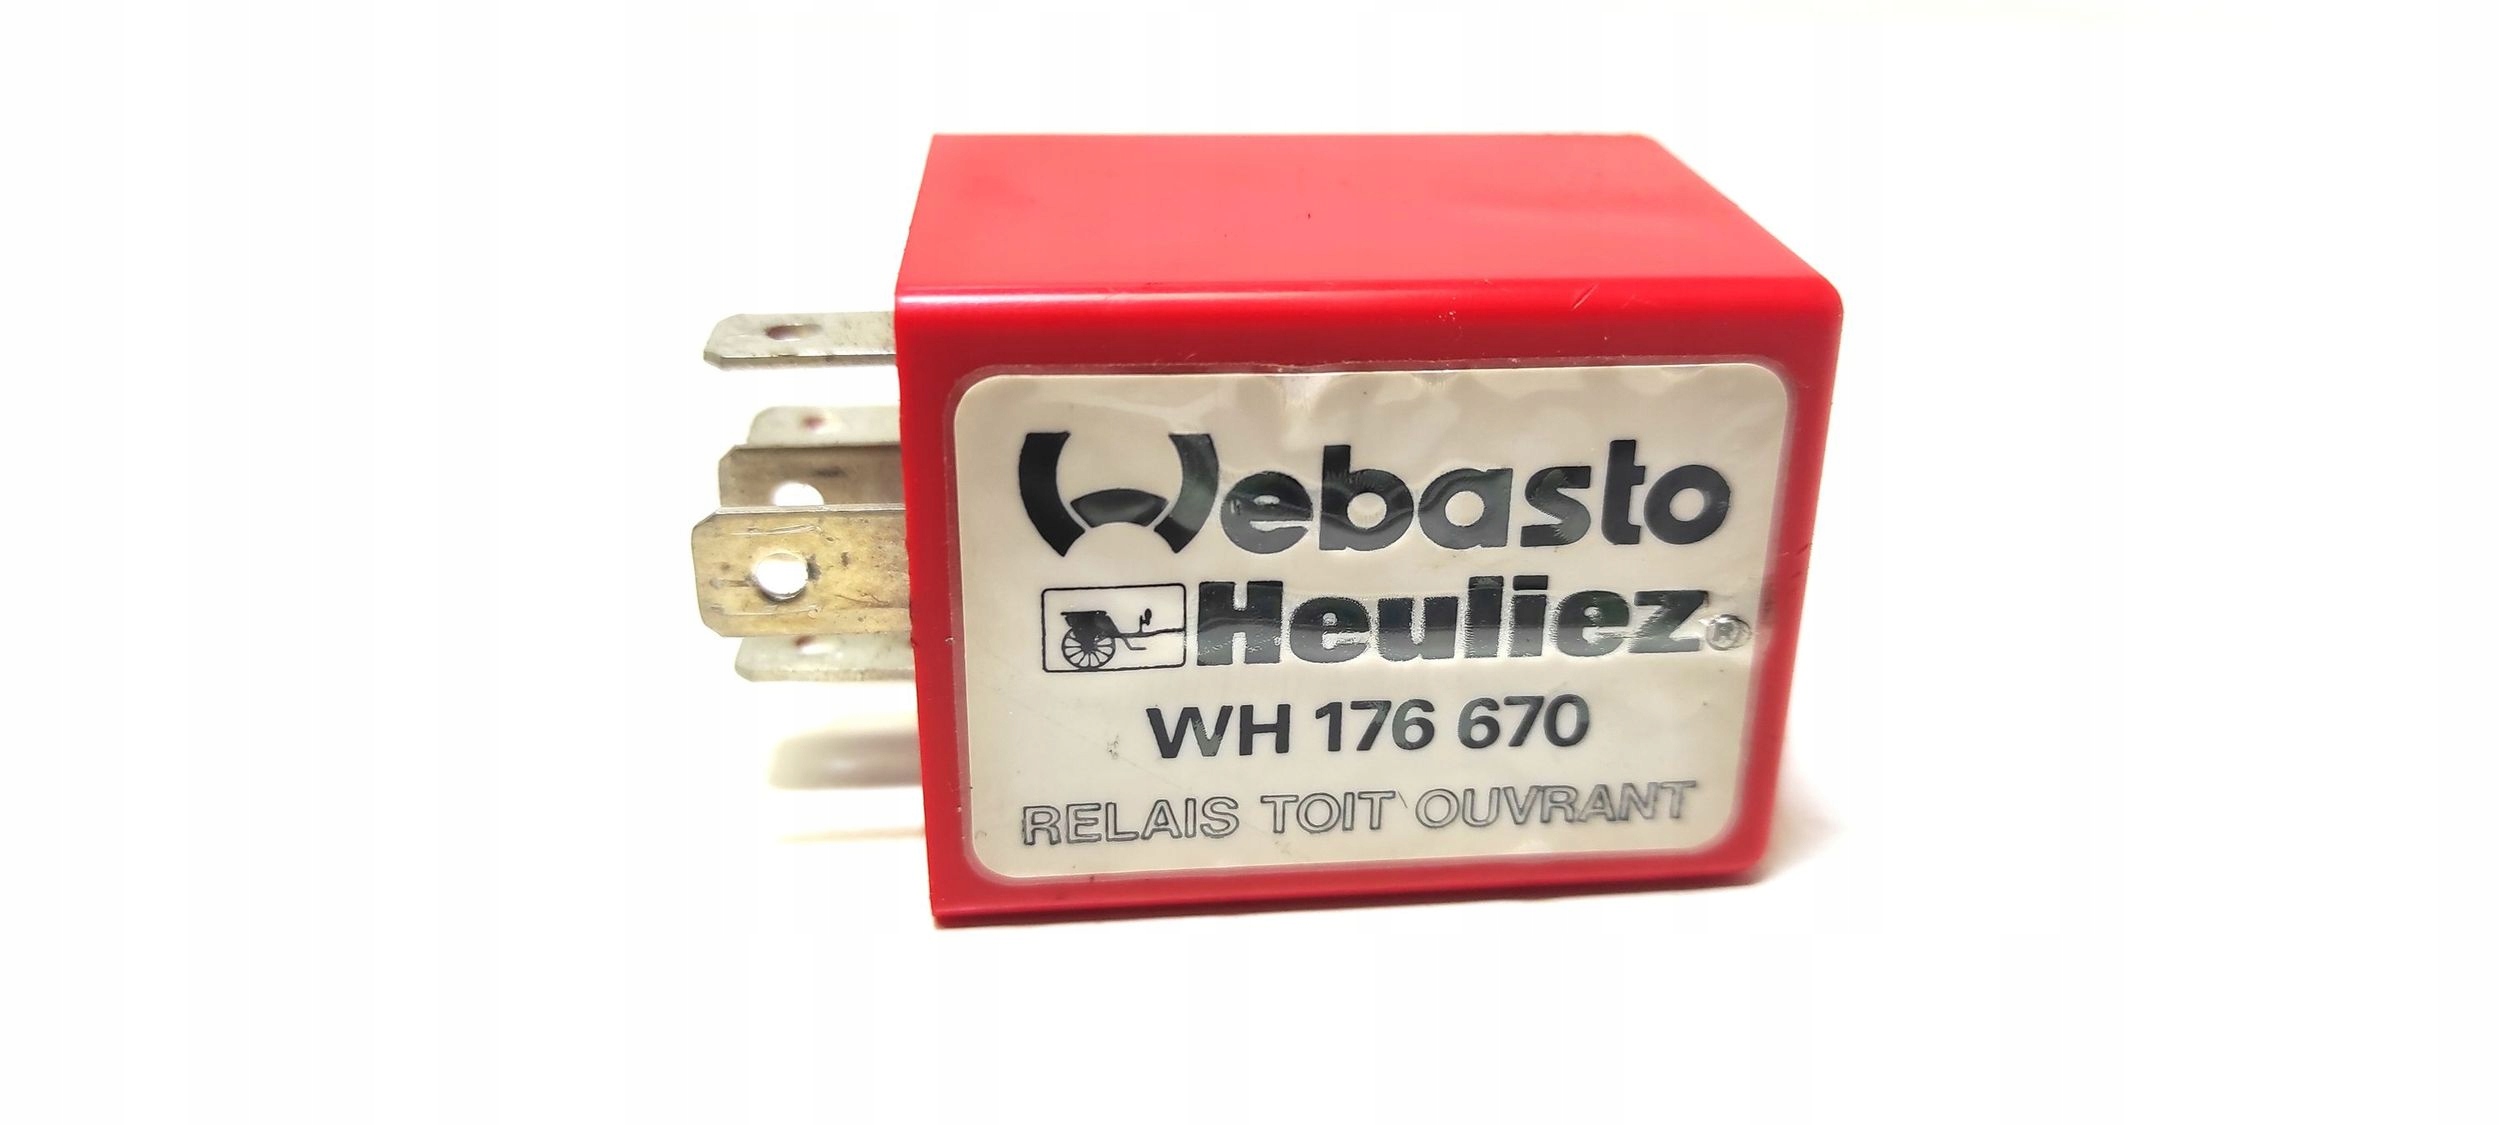 Webasto
Heuliez®
WH 176 670
RELAIS TOIT OUVRANT